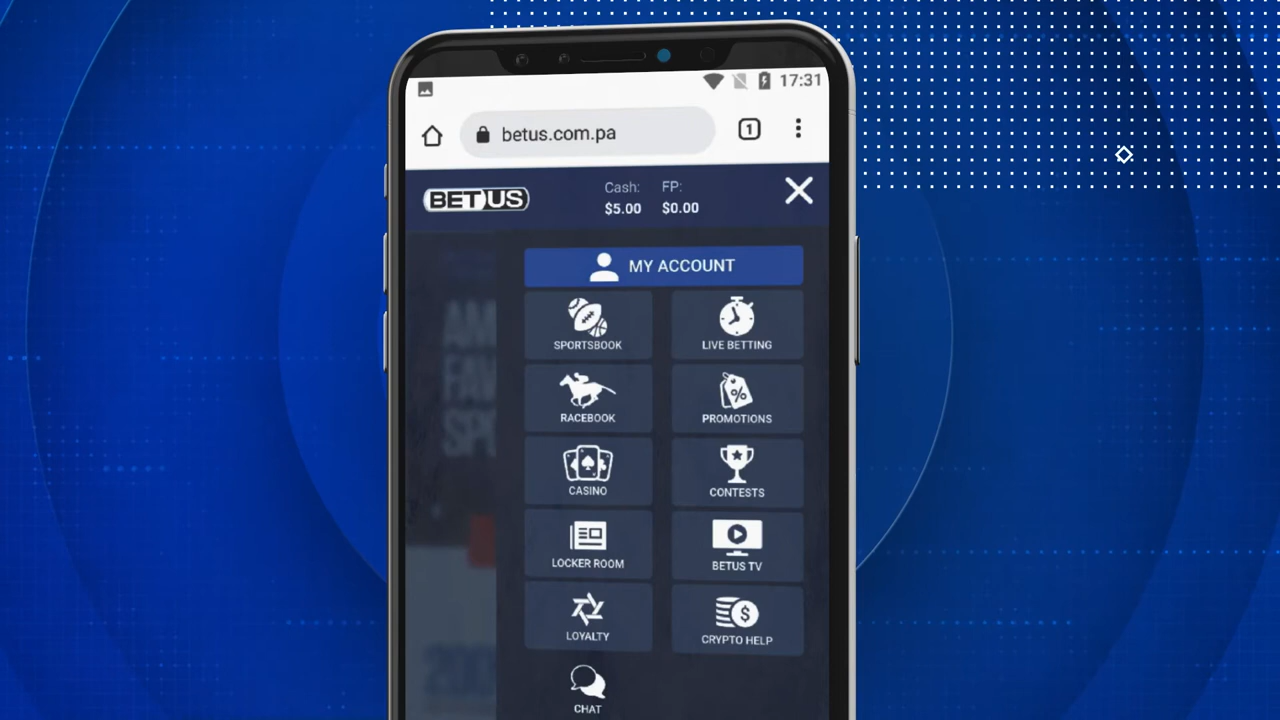 17:31
1
betus.com.pa
BETUS
Cash: FP:
$5.00 $0.00
MY ACCOUNT
SPORTSBOOK
LIVE BETTING
RACEBOOK
PROMOTIONS
CASINO
CONTESTS
LOCKER ROOM
BETUS TV
LOYALTY
CRYPTO HELP
CHAT